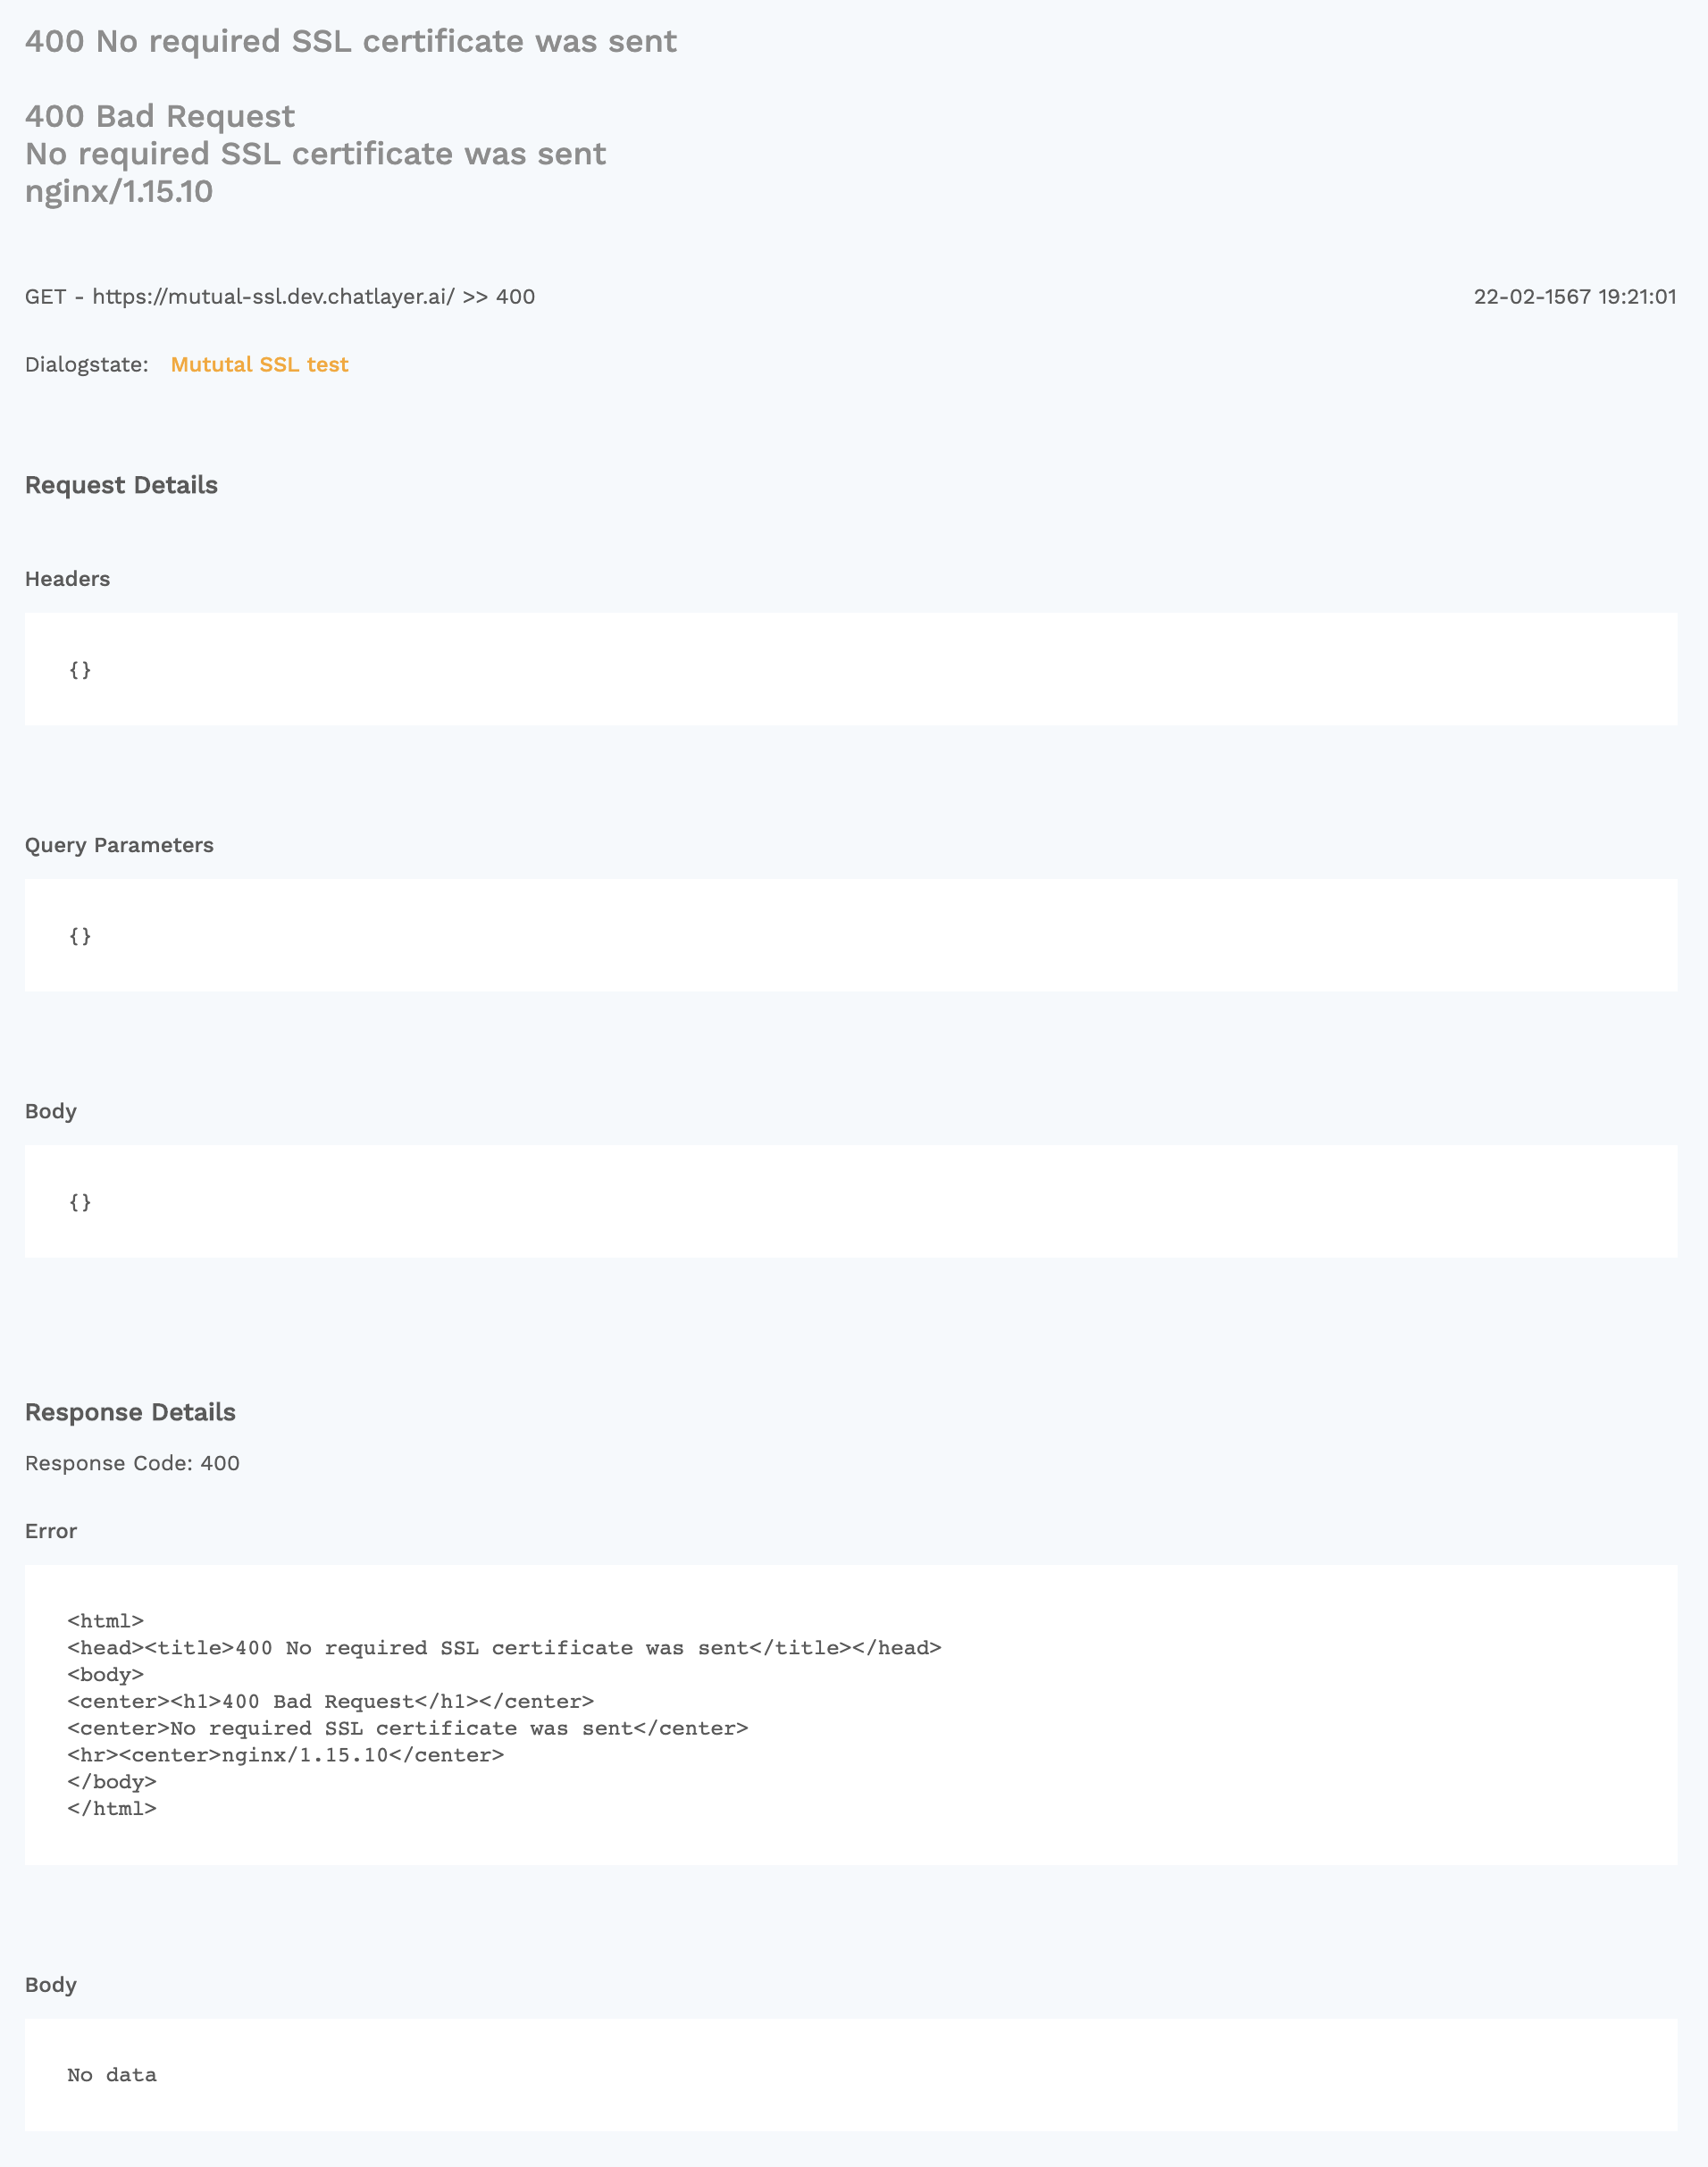 400 No required SSL certificate was sent
400 Bad Request
No required SSL certificate was sent
nginx/1.15.10
GET - https://mutual-ssl.dev.chatlayer.ai/ >> 400 22-02-1567 19:21:01
Dialogstate: Mututal SSL test
Request Details
Headers
{}
Query Parameters
{}
Body
{}
Response Details
Response Code: 400
Error
<html>
<head><title>400 No required SSL certificate was sent</title></head>
<body>
<center><h1>400 Bad Request</h1></center>
<center>No required SSL certificate was sent</center>
<hr><center>nginx/1.15.10</center>
</body>
</html>
Body
No data